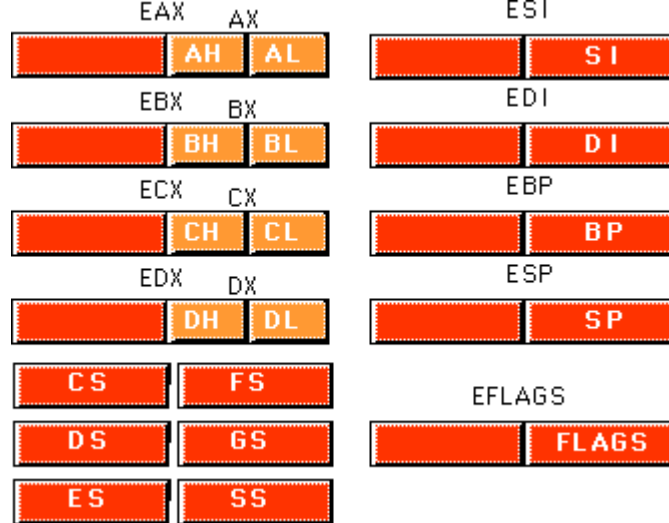 EAX AX
AH AL
EBX BX
BH BL
ECX CX
CH CL
EDX DX
DH DL
CS FS
DS GS
ES SS
ESI
SI
EDI
DI
EBP
BP
ESP
SP
EFLAGS
FLAGS